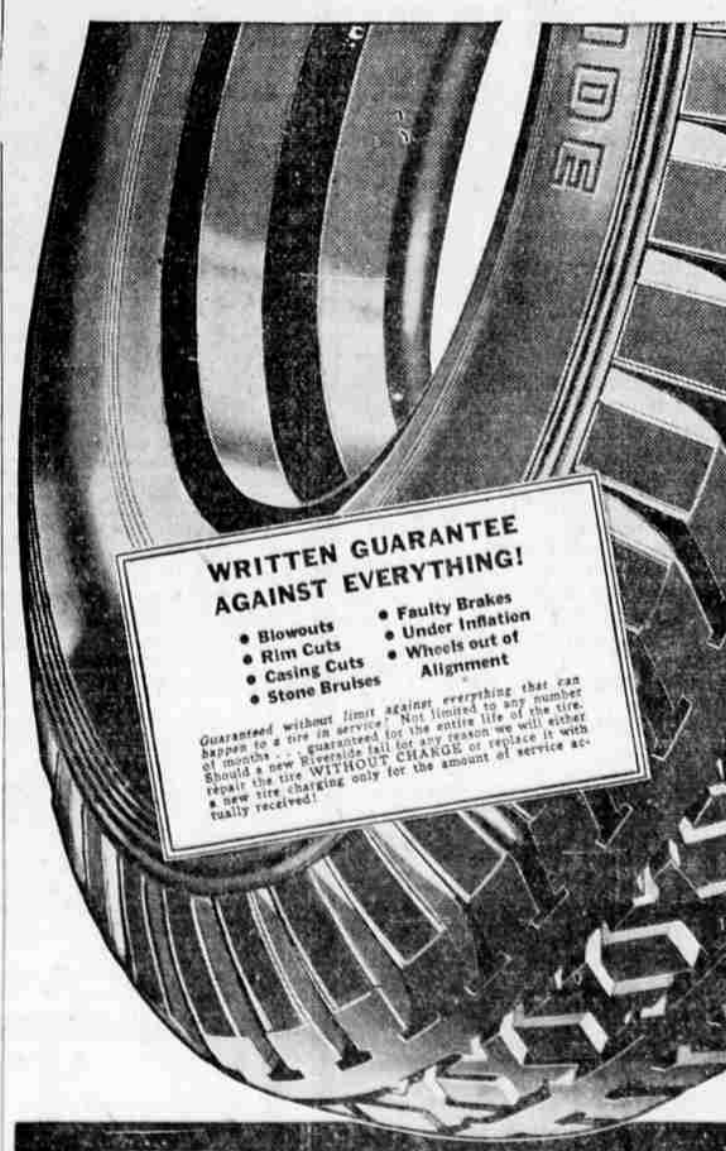 IDE
WRITTEN GUARANTEE
AGAINST EVERYTHING!
• Blowouts
• Rim Cuts
• Casing Cuts
• Stone Bruises
• Faulty Brakes
• Under Inflation
• Wheels out of
Alignment
Guaranteed without limit against everything that can
happen to a tire in service! Not limited to any number
of months . . . guaranteed for the entire life of the tire.
Should a new Riverside fail for any reason we will either
repair the tire WITHOUT CHARGE or replace it with
a new tire charging only for the amount of service ac-
tually received!